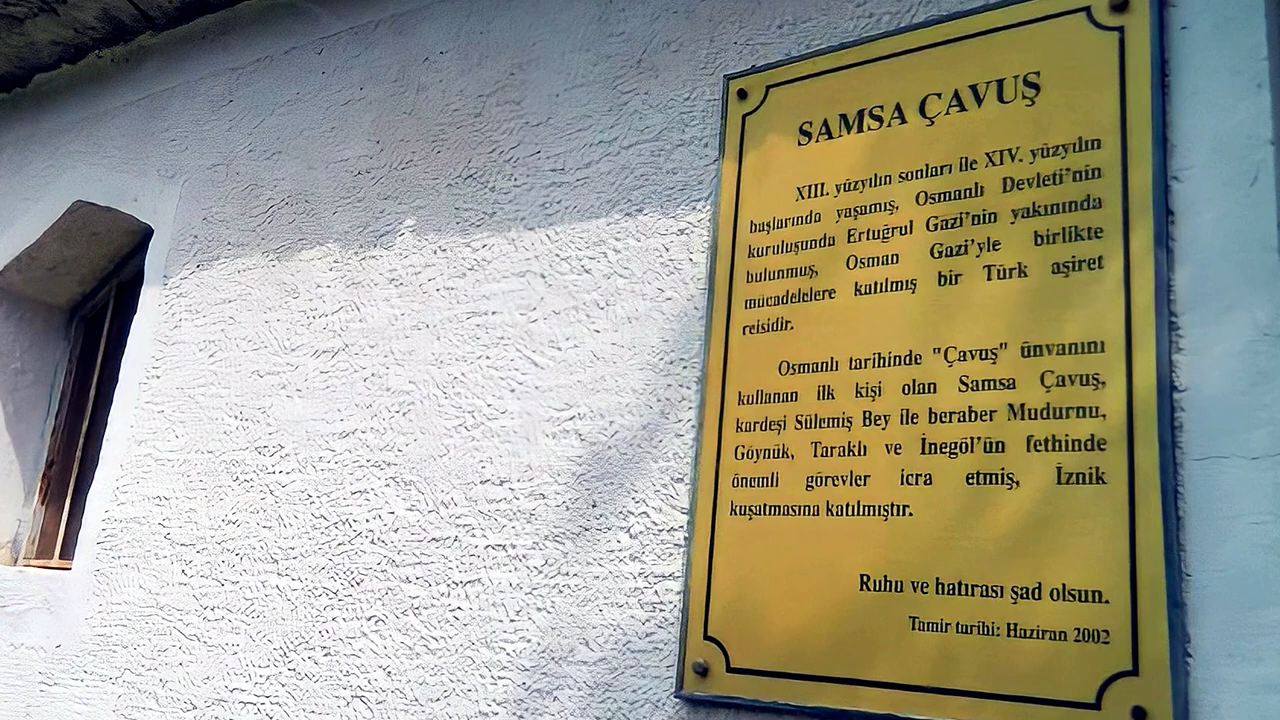 SAMSA ÇAVUŞ
XIII. yüzyılın sonları ile XIV. yüzyılın
başlarında yaşamış, Osmanlı Devleti'nin
kuruluşunda Ertuğrul Gazi'nin yakınında
bulunmuş, Osman Gazi'yle birlikte
mücadelelere katılmış bir Türk aşiret
reisidir.
Osmanlı tarihinde "Çavuş" ünvanını
kullanan ilk kişi olan Samsa Çavuş,
kardeşi Sülemiş Bey ile beraber Mudurnu,
Göynük, Taraklı ve İnegöl'ün fethinde
önemli görevler icra etmiş, İznik
kuşatmasına katılmıştır.
Ruhu ve hatırası şad olsun.
Tamir tarihi: Haziran 2002